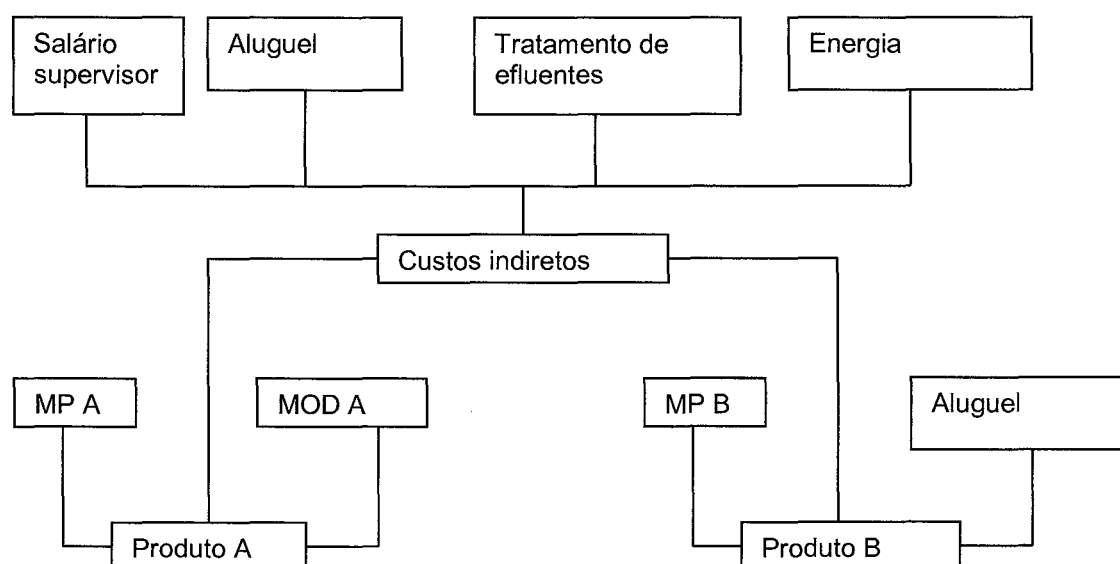 Salário
supervisor
Aluguel
Tratamento de
efluentes
Energia
Custos indiretos
MP A
MOD A
MP B
Aluguel
Produto A
Produto B